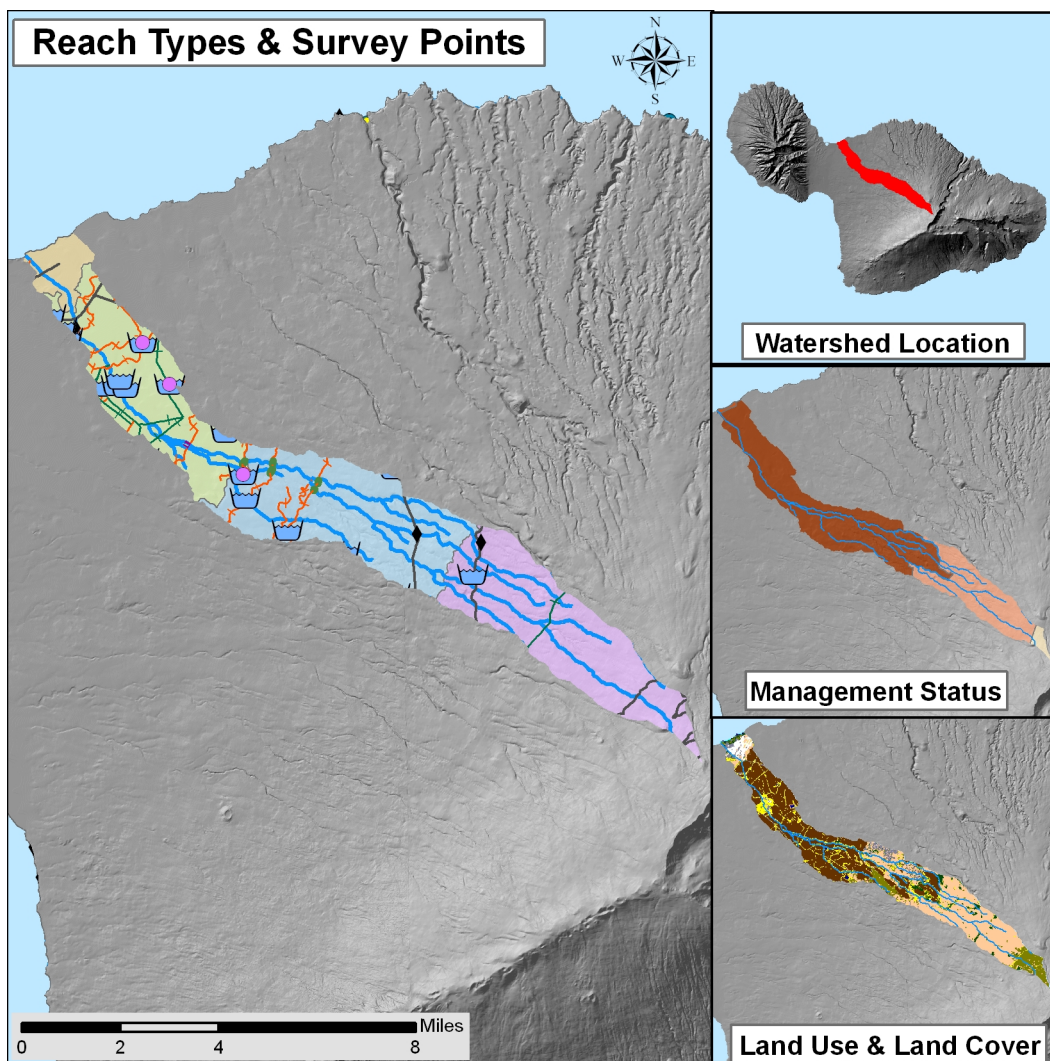 Reach Types & Survey Points
N
W E
S
Watershed Location
Management Status
Miles
0 2 4 8
Land Use & Land Cover